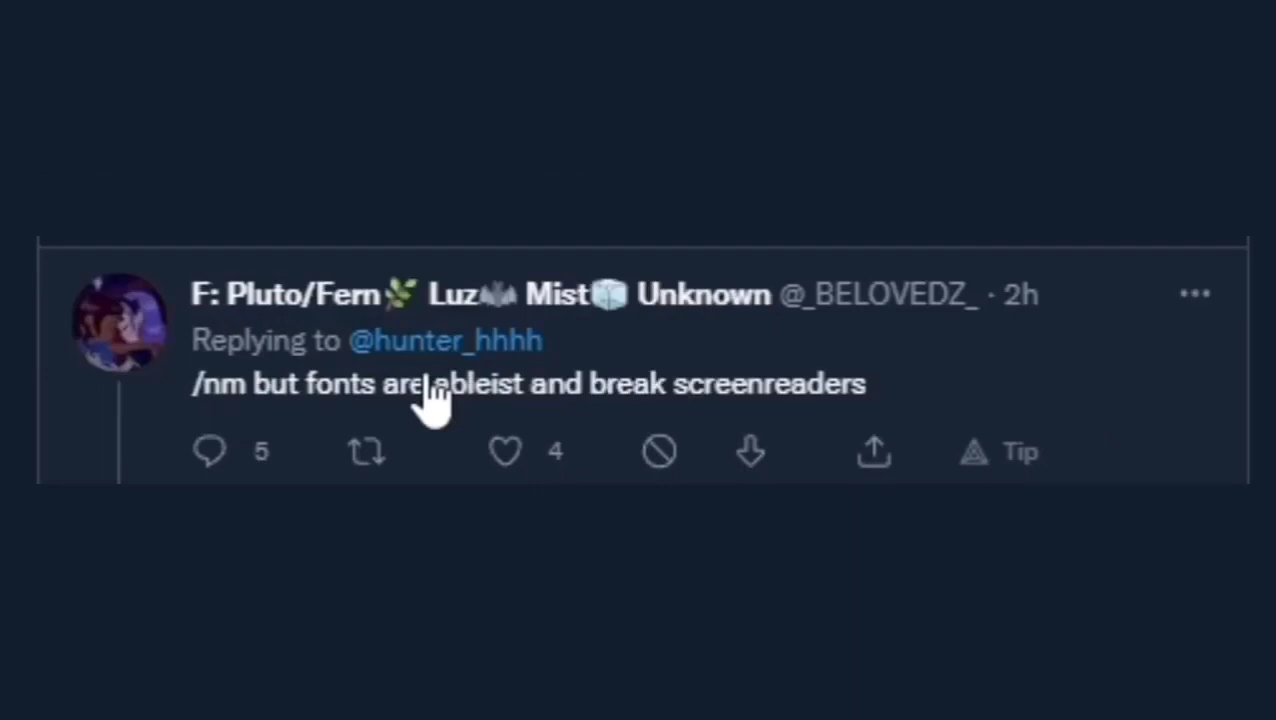 F: Pluto/Fern🌿 Luz🦇 Mist🧊 Unknown @_BELOVEDZ_ · 2h
Replying to @hunter_hhhh
/nm but fonts are ableist and break screenreaders
5 4 Tip